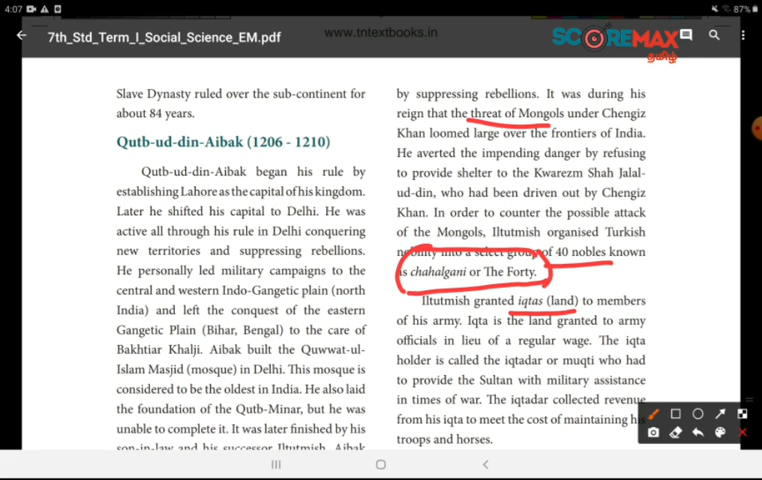 4:07
87%
7th_Std_Term_I_Social_Science_EM.pdf
www.tntextbooks.in
SCOREMAX
தமிழ்
Slave Dynasty ruled over the sub-continent for
about 84 years.
Qutb-ud-din-Aibak (1206 - 1210)
Qutb-ud-din-Aibak began his rule by
establishing Lahore as the capital of his kingdom.
Later he shifted his capital to Delhi. He was
active all through his rule in Delhi conquering
new territories and suppressing rebellions.
He personally led military campaigns to the
central and western Indo-Gangetic plain (north
India) and left the conquest of the eastern
Gangetic Plain (Bihar, Bengal) to the care of
Bakhtiar Khalji. Aibak built the Quwwat-ul-
Islam Masjid (mosque) in Delhi. This mosque is
considered to be the oldest in India. He also laid
the foundation of the Qutb-Minar, but he was
unable to complete it. It was later finished by his
son-in-law and his successor Iltutmish. Aibak
by suppressing rebellions. It was during his
reign that the threat of Mongols under Chengiz
Khan loomed large over the frontiers of India.
He averted the impending danger by refusing
to provide shelter to the Kwarezm Shah Jalal-
ud-din, who had been driven out by Chengiz
Khan. In order to counter the possible attack
of the Mongols, Iltutmish organised Turkish
nobility into a select group of 40 nobles known
as chahalgani or The Forty.
Iltutmish granted iqtas (land) to members
of his army. Iqta is the land granted to army
officials in lieu of a regular wage. The iqta
holder is called the iqtadar or muqti who had
to provide the Sultan with military assistance
in times of war. The iqtadar collected revenue
from his iqta to meet the cost of maintaining his
troops and horses.